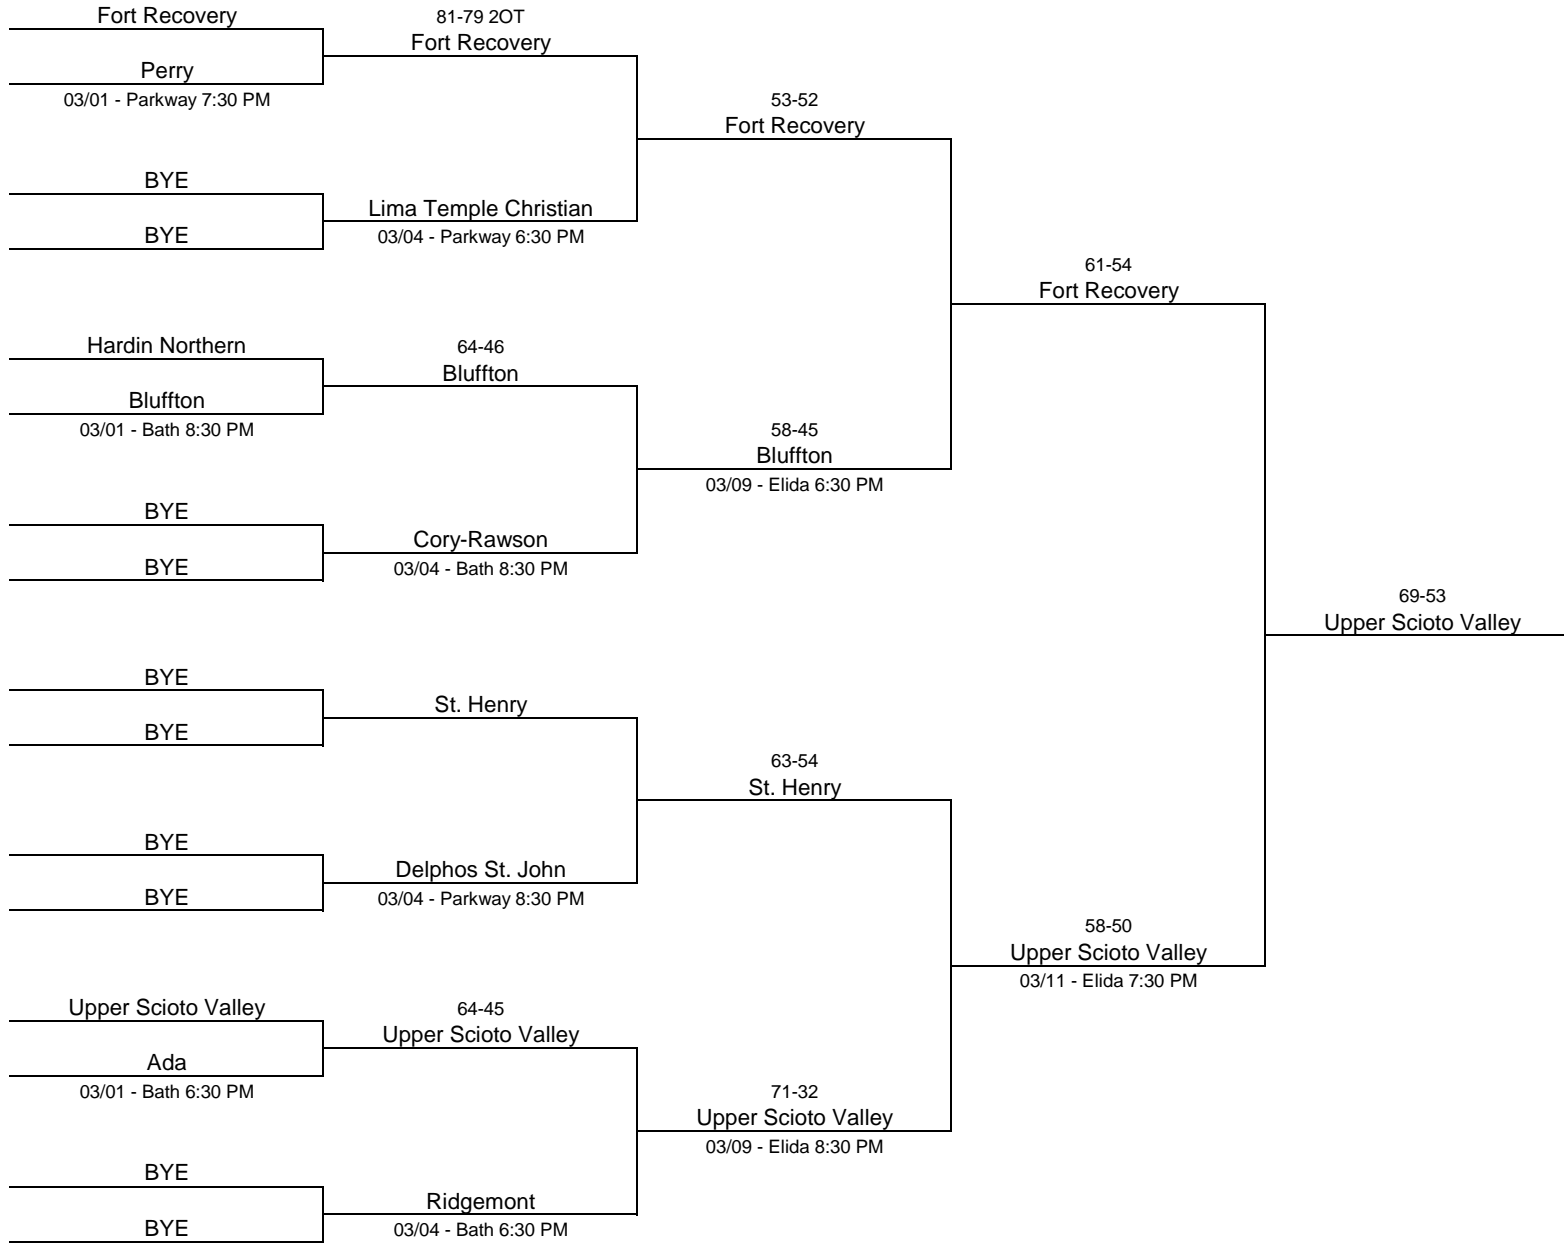 Fort Recovery
Perry
03/01 - Parkway 7:30 PM
BYE
BYE
Hardin Northern
Bluffton
03/01 - Bath 8:30 PM
BYE
BYE
BYE
BYE
BYE
BYE
Upper Scioto Valley
Ada
03/01 - Bath 6:30 PM
BYE
BYE
81-79 2OT
Fort Recovery
Lima Temple Christian
03/04 - Parkway 6:30 PM
64-46
Bluffton
Cory-Rawson
03/04 - Bath 8:30 PM
St. Henry
Delphos St. John
03/04 - Parkway 8:30 PM
64-45
Upper Scioto Valley
Ridgemont
03/04 - Bath 6:30 PM
53-52
Fort Recovery
58-45
Bluffton
03/09 - Elida 6:30 PM
63-54
St. Henry
71-32
Upper Scioto Valley
03/09 - Elida 8:30 PM
61-54
Fort Recovery
58-50
Upper Scioto Valley
03/11 - Elida 7:30 PM
69-53
Upper Scioto Valley